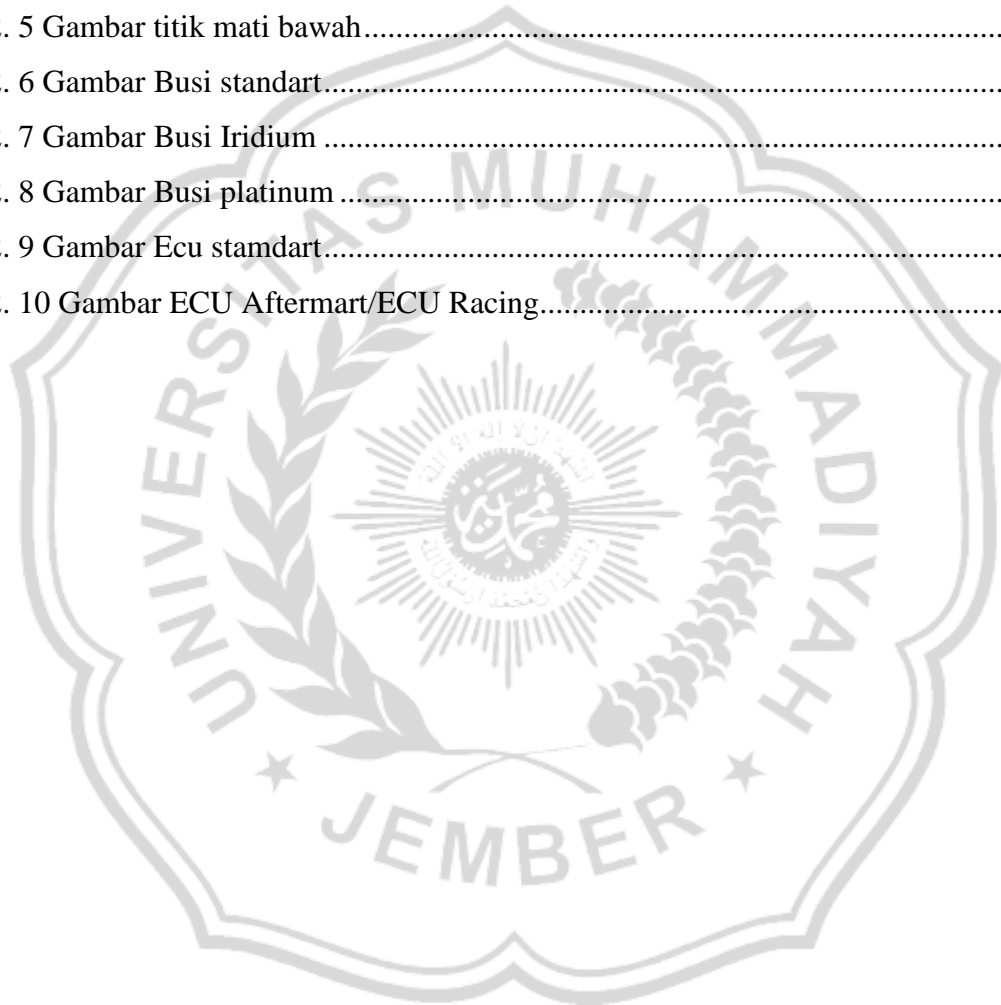 . 5 Gambar titik mati bawah................................................................................
. 6 Gambar Busi standart.....................................................................................
. 7 Gambar Busi Iridium .....................................................................................
. 8 Gambar Busi platinum ...................................................................................
. 9 Gambar Ecu stamdart.....................................................................................
. 10 Gambar ECU Aftermart/ECU Racing..........................................................
UNIVERSITAS MUHAMMADIYAH
JEMBER